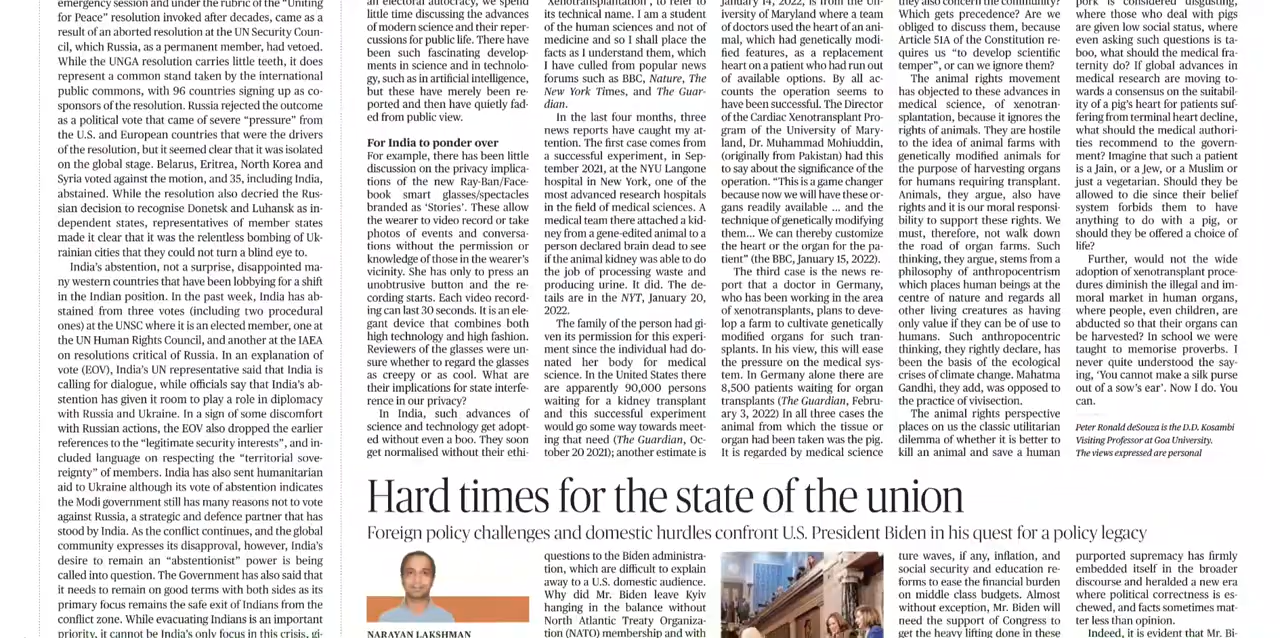 emergency session and under the rubric of the "Uniting
for Peace" resolution invoked after decades, came as a
result of an aborted resolution at the UN Security Coun-
cil, which Russia, as a permanent member, had vetoed.
While the UNGA resolution carries little teeth, it does
represent a common stand taken by the international
public commons, with 96 countries signing up as co-
sponsors of the resolution. Russia rejected the outcome
as a political vote that came of severe "pressure" from
the U.S. and European countries that were the drivers
of the resolution, but it seemed clear that it was isolated
on the global stage. Belarus, Eritrea, North Korea and
Syria voted against the motion, and 35, including India,
abstained. While the resolution also decried the Rus-
sian decision to recognise Donetsk and Luhansk as in-
dependent states, representatives of member states
made it clear that it was the relentless bombing of Uk-
rainian cities that they could not turn a blind eye to.
India's abstention, not a surprise, disappointed ma-
ny western countries that have been lobbying for a shift
in the Indian position. In the past week, India has ab-
stained from three votes (including two procedural
ones) at the UNSC where it is an elected member, one at
the UN Human Rights Council, and another at the IAEA
on resolutions critical of Russia. In an explanation of
vote (EOV), India's UN representative said that India is
calling for dialogue, while officials say that India's ab-
stention has given it room to play a role in diplomacy
with Russia and Ukraine. In a sign of some discomfort
with Russian actions, the EOV also dropped the earlier
references to the "legitimate security interests", and in-
cluded language on respecting the "territorial sove-
reignty" of members. India has also sent humanitarian
aid to Ukraine although its vote of abstention indicates
the Modi government still has many reasons not to vote
against Russia, a strategic and defence partner that has
stood by India. As the conflict continues, and the global
community expresses its disapproval, however, India's
desire to remain an "abstentionist" power is being
called into question. The Government has also said that
it needs to remain on good terms with both sides as its
primary focus remains the safe exit of Indians from the
conflict zone. While evacuating Indians is an important
priority, it cannot be India's only focus in this crisis, gi-
an electoral autocracy, we spend
little time discussing the advances
of modern science and their reper-
cussions for public life. There have
been such fascinating develop-
ments in science and in technolo-
gy, such as in artificial intelligence,
but these have merely been re-
ported and then have quietly fad-
ed from public view.
For India to ponder over
For example, there has been little
discussion on the privacy implica-
tions of the new Ray-Ban/Face-
book smart glasses/spectacles
branded as 'Stories'. These allow
the wearer to video record or take
photos of events and conversa-
tions without the permission or
knowledge of those in the wearer's
vicinity. She has only to press an
unobtrusive button and the re-
cording starts. Each video record-
ing can last 30 seconds. It is an ele-
gant device that combines both
high technology and high fashion.
Reviewers of the glasses were un-
sure whether to regard the glasses
as creepy or as cool. What are
their implications for state interfe-
rence in our privacy?
In India, such advances of
science and technology get adopt-
ed without even a boo. They soon
get normalised without their ethi-
Xenotransplantation', to refer to
its technical name. I am a student
of the human sciences and not of
medicine and so I shall place the
facts as I understand them, which
I have culled from popular news
forums such as BBC, Nature, The
New York Times, and The Guar-
dian.
In the last four months, three
news reports have caught my at-
tention. The first case comes from
a successful experiment, in Sep-
tember 2021, at the NYU Langone
hospital in New York, one of the
most advanced research hospitals
in the field of medical sciences. A
medical team there attached a kid-
ney from a gene-edited animal to a
person declared brain dead to see
if the animal kidney was able to do
the job of processing waste and
producing urine. It did. The de-
tails are in the NYT, January 20,
2022.
The family of the person had gi-
ven its permission for this experi-
ment since the individual had do-
nated her body for medical
science. In the United States there
are apparently 90,000 persons
waiting for a kidney transplant
and this successful experiment
would go some way towards meet-
ing that need (The Guardian, Oc-
tober 20 2021); another estimate is
January 14, 2022, is from the Un-
iversity of Maryland where a team
of doctors used the heart of an ani-
mal, which had genetically modi-
fied features, as a replacement
heart on a patient who had run out
of available options. By all ac-
counts the operation seems to
have been successful. The Director
of the Cardiac Xenotransplant Pro-
gram of the University of Mary-
land, Dr. Muhammad Mohiuddin,
(originally from Pakistan) had this
to say about the significance of the
operation. "This is a game changer
because now we will have these or-
gans readily available ... and the
technique of genetically modifying
them... We can thereby customize
the heart or the organ for the pa-
tient" (the BBC, January 15, 2022).
The third case is the news re-
port that a doctor in Germany,
who has been working in the area
of xenotransplants, plans to deve-
lop a farm to cultivate genetically
modified organs for such tran-
splants. In his view, this will ease
the pressure on the medical sys-
tem. In Germany alone there are
8,500 patients waiting for organ
transplants (The Guardian, Febru-
ary 3, 2022) In all three cases the
animal from which the tissue or
organ had been taken was the pig.
It is regarded by medical science
they also concern the community?
Which gets precedence? Are we
obliged to discuss them, because
Article 51A of the Constitution re-
quires us "to develop scientific
temper", or can we ignore them?
The animal rights movement
has objected to these advances in
medical science, of xenotran-
splantation, because it ignores the
rights of animals. They are hostile
to the idea of animal farms with
genetically modified animals for
the purpose of harvesting organs
for humans requiring transplant.
Animals, they argue, also have
rights and it is our moral responsi-
bility to support these rights. We
must, therefore, not walk down
the road of organ farms. Such
thinking, they argue, stems from a
philosophy of anthropocentrism
which places human beings at the
centre of nature and regards all
other living creatures as having
only value if they can be of use to
humans. Such anthropocentric
thinking, they rightly declare, has
been the basis of the ecological
crises of climate change. Mahatma
Gandhi, they add, was opposed to
the practice of vivisection.
The animal rights perspective
places on us the classic utilitarian
dilemma of whether it is better to
kill an animal and save a human
pork is considered disgusting,
where those who deal with pigs
are given low social status, where
even asking such questions is ta-
boo, what should the medical fra-
ternity do? If global advances in
medical research are moving to-
wards a consensus on the suitabil-
ity of a pig's heart for patients suf-
fering from terminal heart decline,
what should the medical authori-
ties recommend to the govern-
ment? Imagine that such a patient
is a Jain, or a Jew, or a Muslim or
just a vegetarian. Should they be
allowed to die since their belief
system forbids them to have
anything to do with a pig, or
should they be offered a choice of
life?
Further, would not the wide
adoption of xenotransplant proce-
dures diminish the illegal and im-
moral market in human organs,
where people, even children, are
abducted so that their organs can
be harvested? In school we were
taught to memorise proverbs. I
never quite understood the say-
ing, 'You cannot make a silk purse
out of a sow's ear'. Now I do. You
can.
Peter Ronald deSouza is the D.D. Kosambi
Visiting Professor at Goa University.
The views expressed are personal
Hard times for the state of the union
Foreign policy challenges and domestic hurdles confront U.S. President Biden in his quest for a policy legacy
NARAYAN LAKSHMAN
questions to the Biden administra-
tion, which are difficult to explain
away to a U.S. domestic audience.
Why did Mr. Biden leave Kyiv
hanging in the balance without
North Atlantic Treaty Organiza-
tion (NATO) membership and with
ture waves, if any, inflation, and
social security and education re-
forms to ease the financial burden
on middle class budgets. Almost
without exception, Mr. Biden will
need the support of Congress to
get the heavy lifting done in these
purported supremacy has firmly
embedded itself in the broader
discourse and heralded a new era
where political correctness is es-
chewed, and facts sometimes mat-
ter less than opinion.
Indeed, it is evident that Mr. Bi-